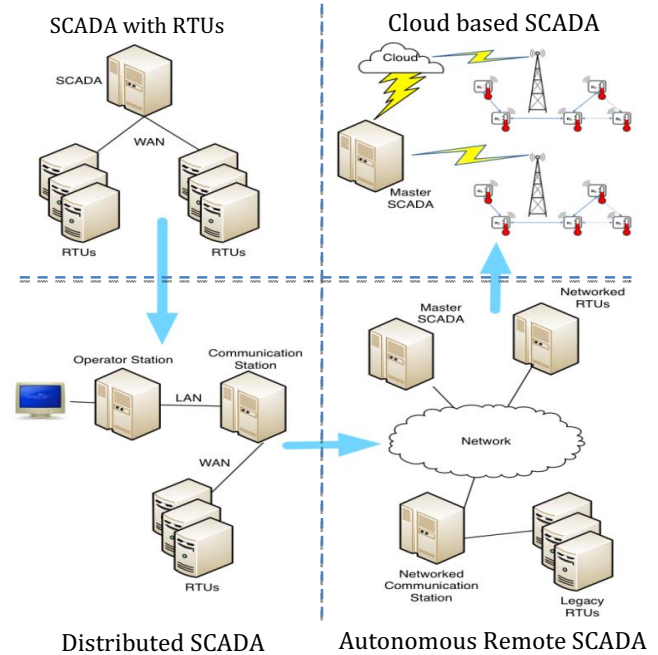 SCADA with RTUs
SCADA
WAN
RTUs
RTUs
Cloud based SCADA
Cloud
Master
SCADA
Operator Station
Communication
Station
LAN
WAN
RTUs
Distributed SCADA
Master
SCADA
Networked
RTUs
Network
Networked
Communication
Station
Legacy
RTUs
Autonomous Remote SCADA